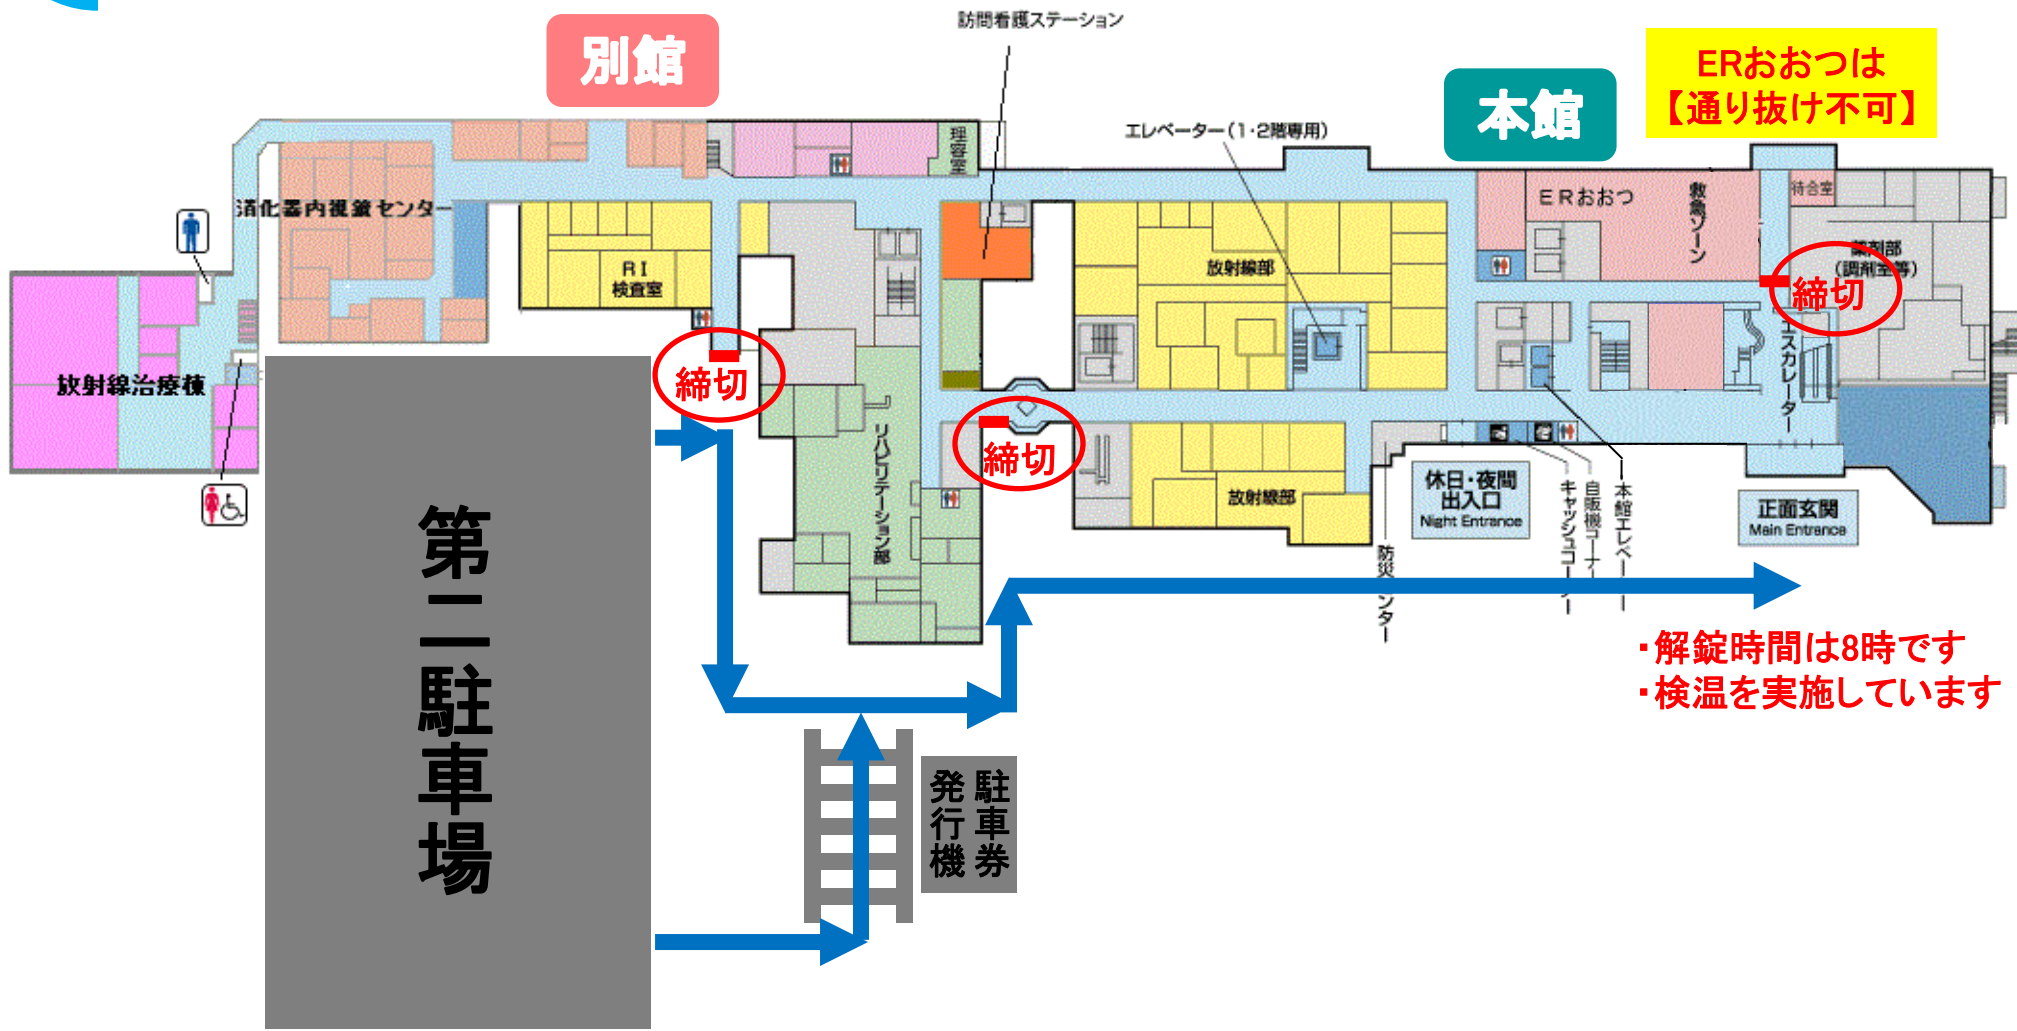 訪問看護ステーション
別館
ERおおつは
【通り抜け不可】
本館
エレベーター(1・2階専用)
理容室
ERおおつ
救急ゾーン
待合室
消化器内視鏡センター
RI
検査室
放射線部
薬剤部
(調剤室等)
締切
締切
締切
放射線治療棟
エスカレーター
リハビリテーション部
放射線部
休日・夜間
出入口
Night Entrance
キャッシュコーナー
自販機コーナー
本館エレベーター
正面玄関
Main Entrance
防災センター
第二駐車場
・解錠時間は8時です
・検温を実施しています
駐車券
発行機